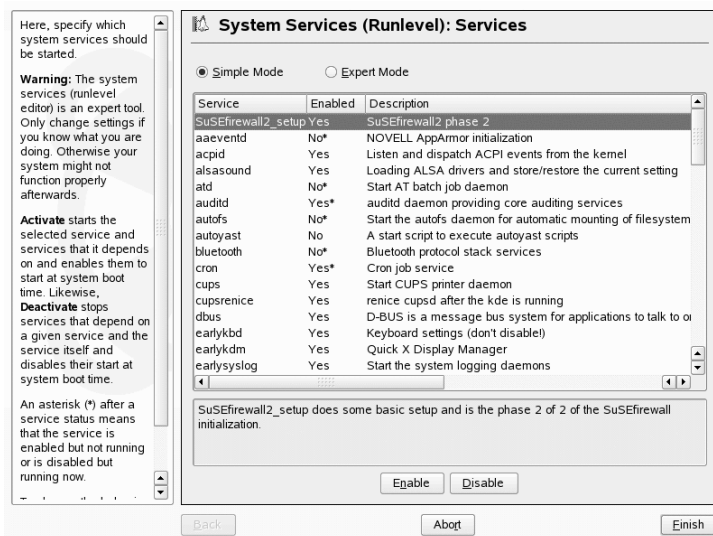 Here, specify which
system services should
be started.
Warning: The system
services (runlevel
editor) is an expert tool.
Only change settings if
you know what you are
doing. Otherwise your
system might not
function properly
afterwards.
Activate starts the
selected service and
services that it depends
on and enables them to
start at system boot
time. Likewise,
Deactivate stops
services that depend on
a given service and the
service itself and
disables their start at
system boot time.
An asterisk (*) after a
service status means
that the service is
enabled but not running
or is disabled but
running now.
System Services (Runlevel): Services
Simple Mode Expert Mode
Service Enabled Description
SuSEfirewall2_setup Yes SuSEfirewall2 phase 2
aaeventd No* NOVELL AppArmor initialization
acpid Yes Listen and dispatch ACPI events from the kernel
alsasound Yes Loading ALSA drivers and store/restore the current setting
atd No* Start AT batch job daemon
auditd Yes* auditd daemon providing core auditing services
autofs No* Start the autofs daemon for automatic mounting of filesystem
autoyast No A start script to execute autoyast scripts
bluetooth No* Bluetooth protocol stack services
cron Yes* Cron job service
cups Yes Start CUPS printer daemon
cupsrenice Yes renice cupsd after the kde is running
dbus Yes D-BUS is a message bus system for applications to talk to
earlykbd Yes Keyboard settings (don't disable!)
earlykdm Yes Quick X Display Manager
earlysyslog Yes Start the system logging daemons
SuSEfirewall2_setup does some basic setup and is the phase 2 of 2 of the SuSEfirewall
initialization.
Enable Disable
Back Abort Finish